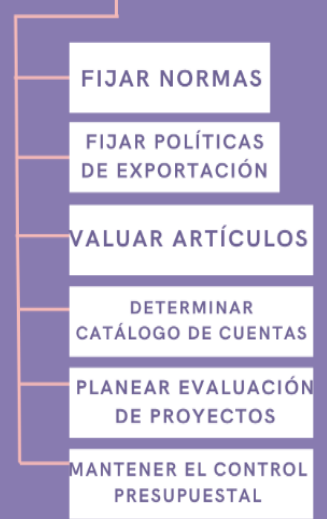 FIJAR NORMAS
FIJAR POLÍTICAS
DE EXPORTACIÓN
VALUAR ARTÍCULOS
DETERMINAR
CATÁLOGO DE CUENTAS
PLANEAR EVALUACIÓN
DE PROYECTOS
MANTENER EL CONTROL
PRESUPUESTAL